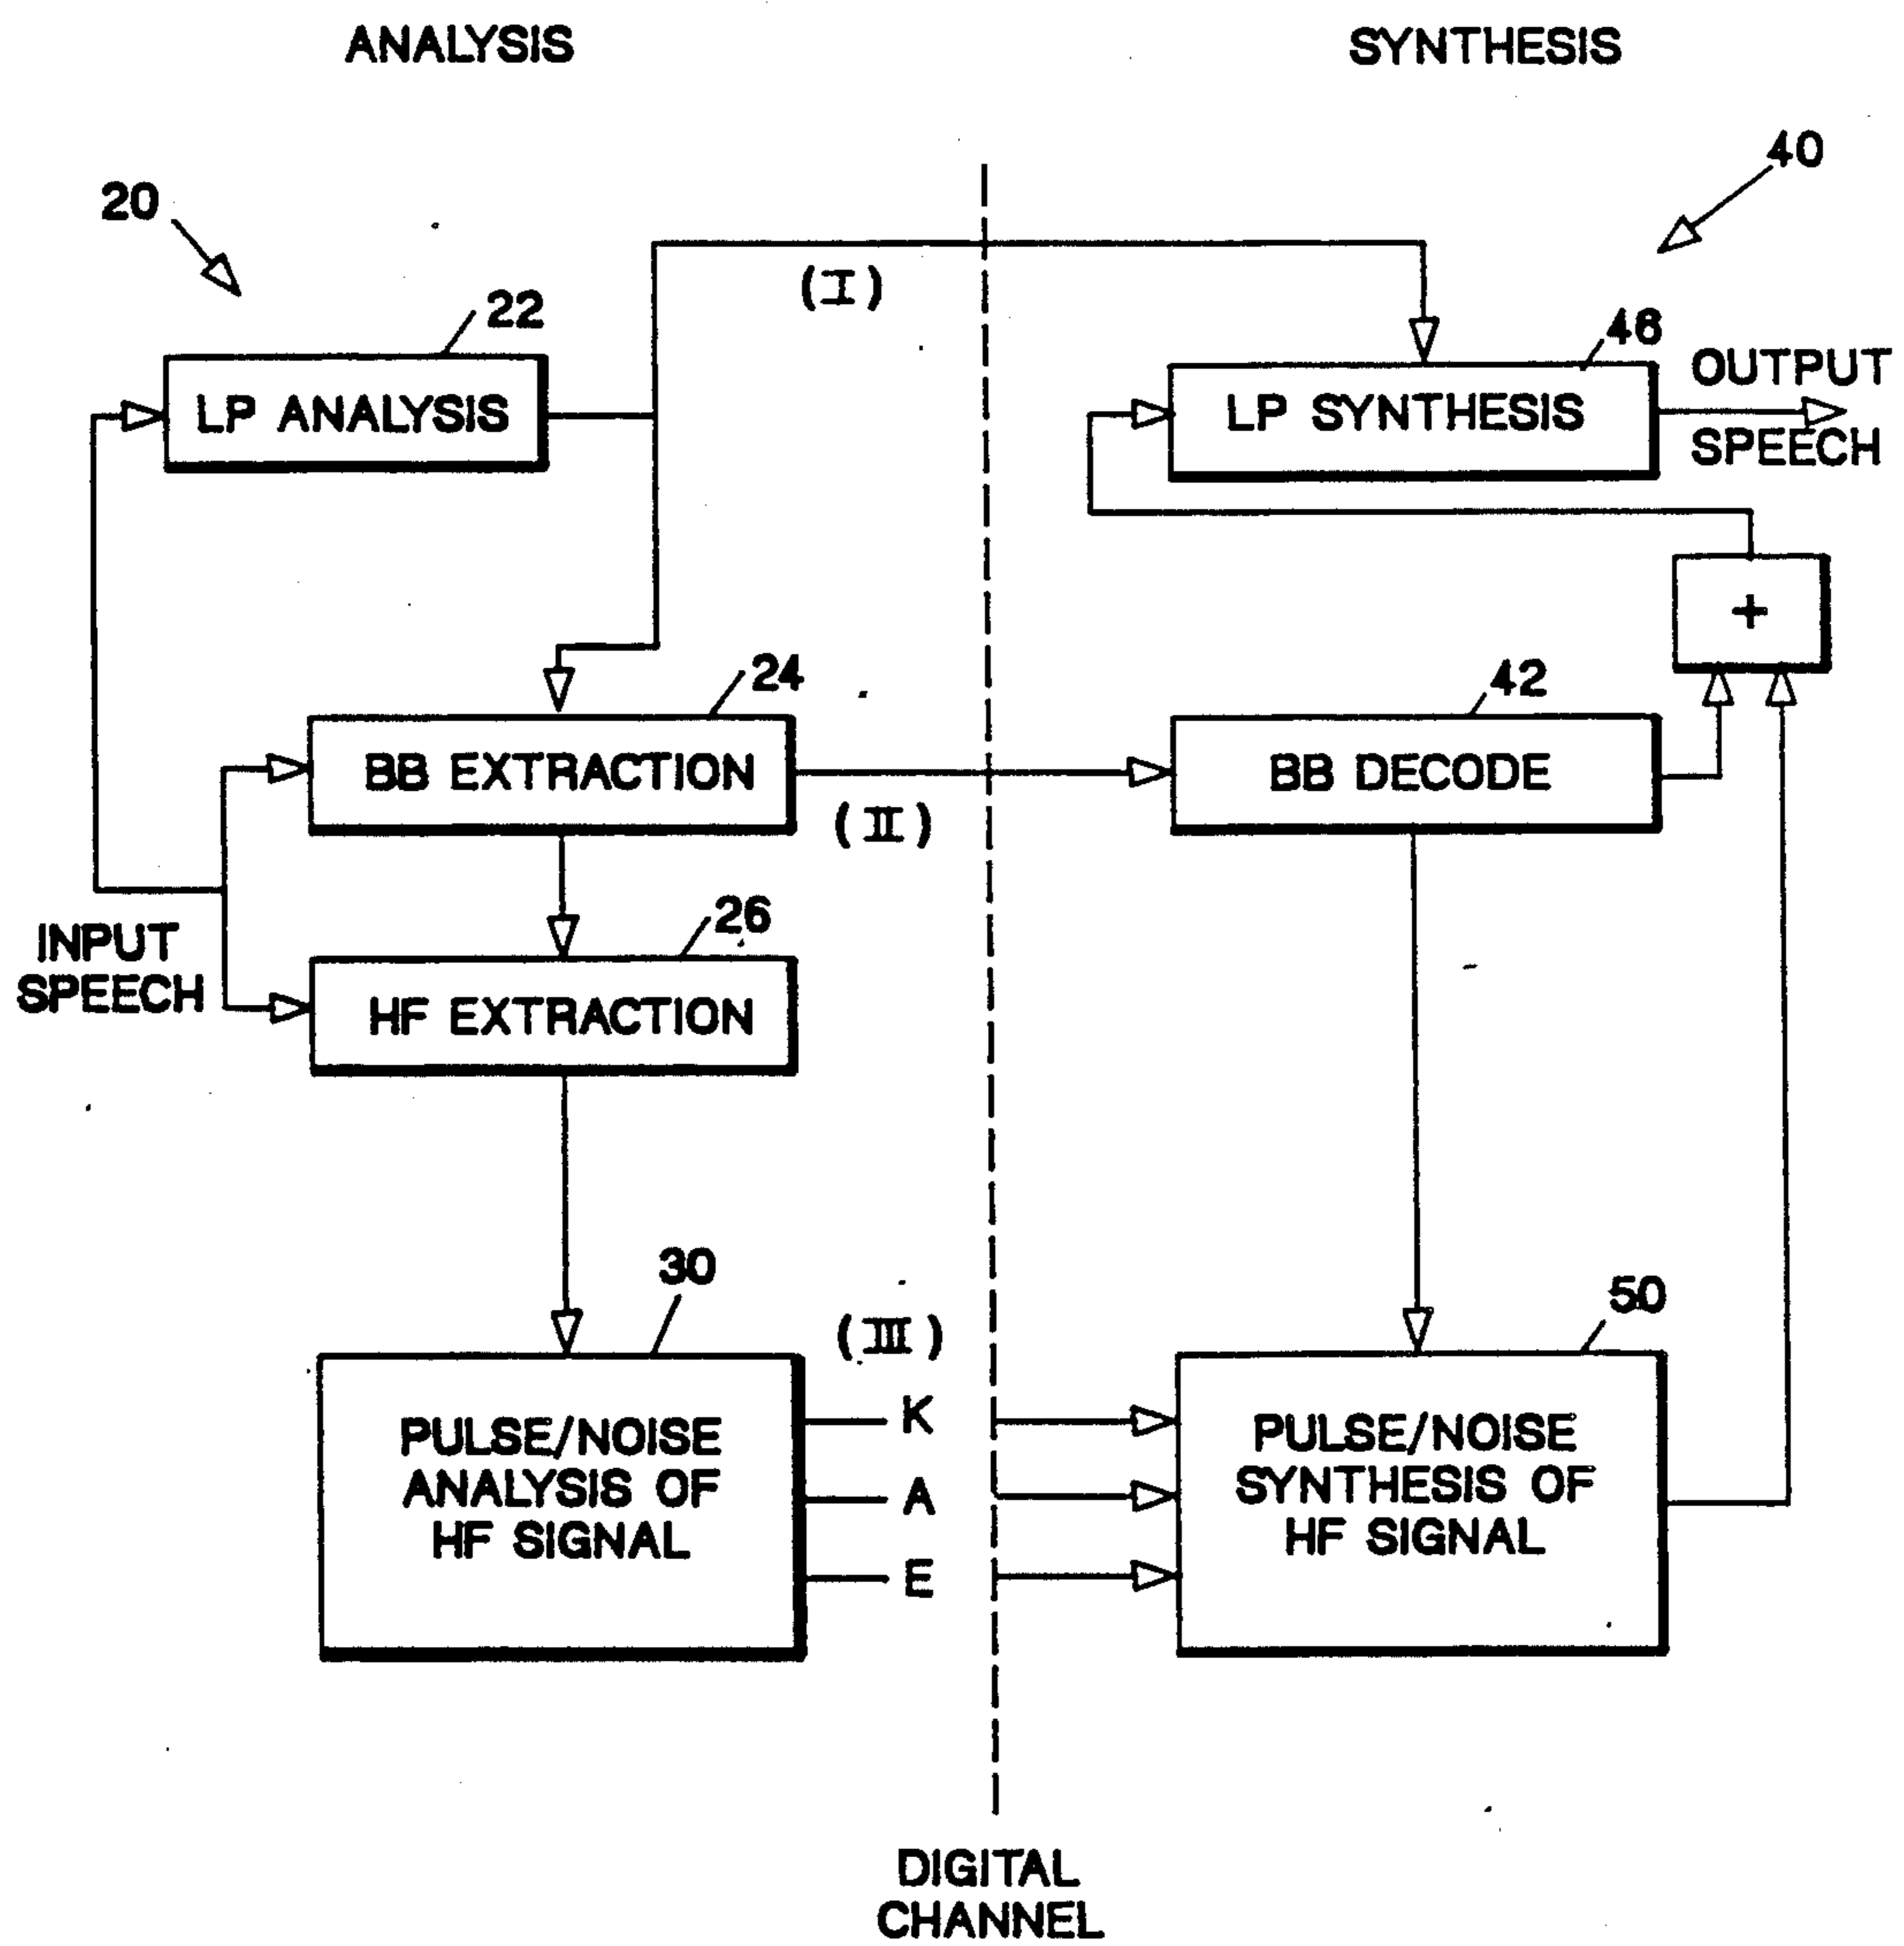 ANALYSIS
SYNTHESIS
20
40
(I)
22
LP ANALYSIS
46
LP SYNTHESIS
OUTPUT
SPEECH
+
24
BB EXTRACTION
(II)
42
BB DECODE
INPUT
SPEECH
26
HF EXTRACTION
30
(III)
50
PULSE/NOISE
ANALYSIS OF
HF SIGNAL
K
A
E
PULSE/NOISE
SYNTHESIS OF
HF SIGNAL
DIGITAL
CHANNEL